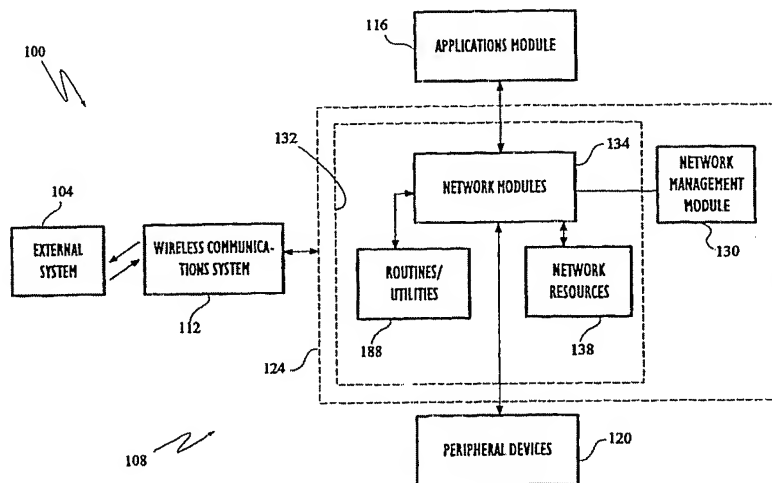 116
APPLICATIONS MODULE
100
132
134
NETWORK MODULES
NETWORK
MANAGEMENT
MODULE
130
104
EXTERNAL
SYSTEM
WIRELESS COMMUNICA-
TIONS SYSTEM
112
ROUTINES/
UTILITIES
188
NETWORK
RESOURCES
138
124
108
PERIPHERAL DEVICES
120